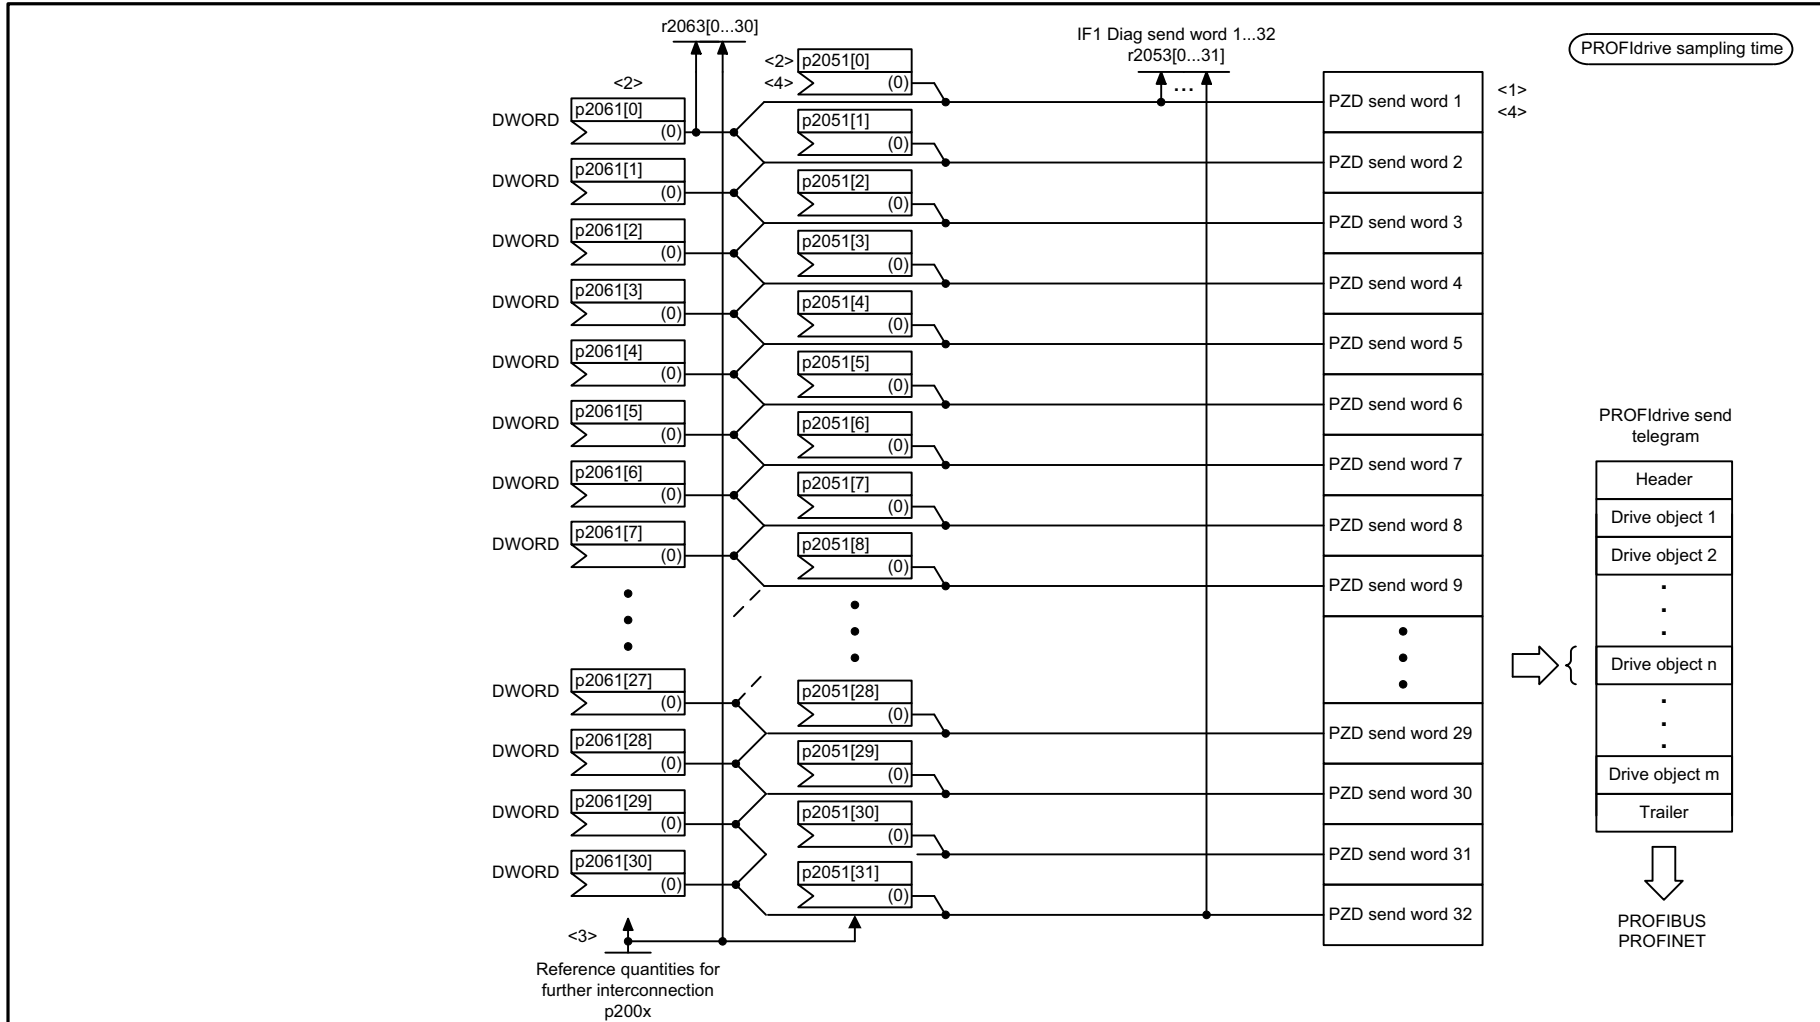 r2063[0...30]
IF1 Diag send word 1...32
r2053[0...31]
PROFIdrive sampling time
<2>
<2>
<4>
p2051[0]
(0)
...
DWORD
p2061[0]
(0)
PZD send word 1
<1>
<4>
p2051[1]
(0)
PZD send word 2
DWORD
p2061[1]
(0)
p2051[2]
(0)
PZD send word 3
DWORD
p2061[2]
(0)
p2051[3]
(0)
PZD send word 4
DWORD
p2061[3]
(0)
p2051[4]
(0)
PZD send word 5
DWORD
p2061[4]
(0)
p2051[5]
(0)
PZD send word 6
DWORD
p2061[5]
(0)
p2051[6]
(0)
PZD send word 7
DWORD
p2061[6]
(0)
p2051[7]
(0)
PZD send word 8
DWORD
p2061[7]
(0)
p2051[8]
(0)
PZD send word 9
DWORD
p2061[27]
(0)
p2051[28]
(0)
PZD send word 29
DWORD
p2061[28]
(0)
p2051[29]
(0)
PZD send word 30
DWORD
p2061[29]
(0)
p2051[30]
(0)
PZD send word 31
DWORD
p2061[30]
(0)
p2051[31]
(0)
PZD send word 32
<3>
Reference quantities for
further interconnection
p200x
PROFIdrive send
telegram
Header
Drive object 1
Drive object 2
Drive object n
Drive object m
Trailer
PROFIBUS
PROFINET